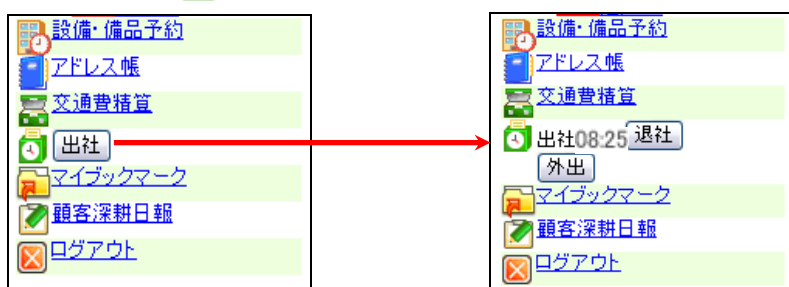 設備・備品予約
アドレス帳
交通費精算
出社
マイブックマーク
顧客深耕日報
ログアウト
設備・備品予約
アドレス帳
交通費精算
出社08:25 退社
外出
マイブックマーク
顧客深耕日報
ログアウト